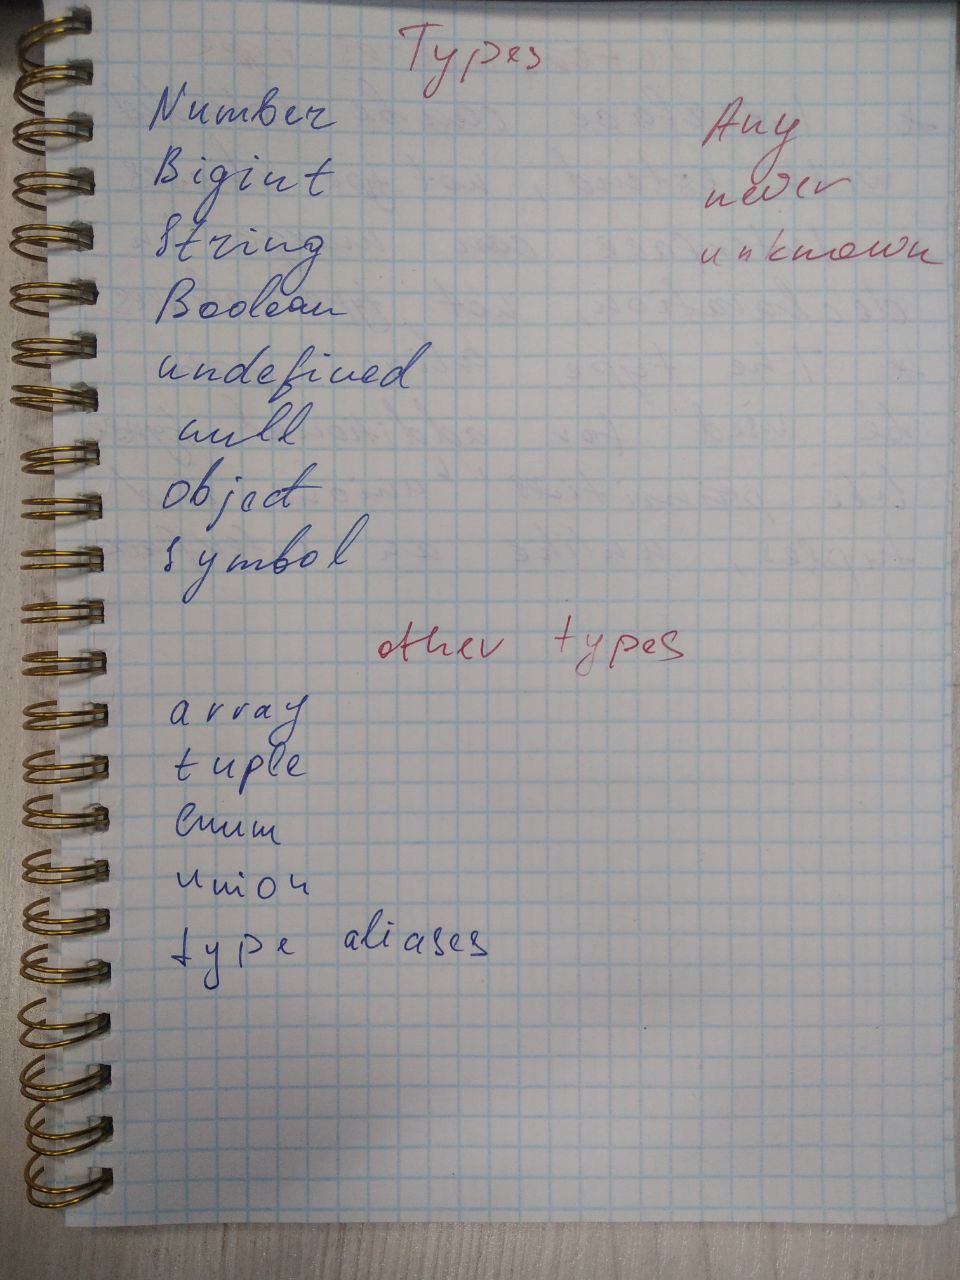 Types
Number
Bigint
String
Boolean
undefined
null
object
symbol
Any
never
unknown
other types
array
tuple
enum
union
type aliases